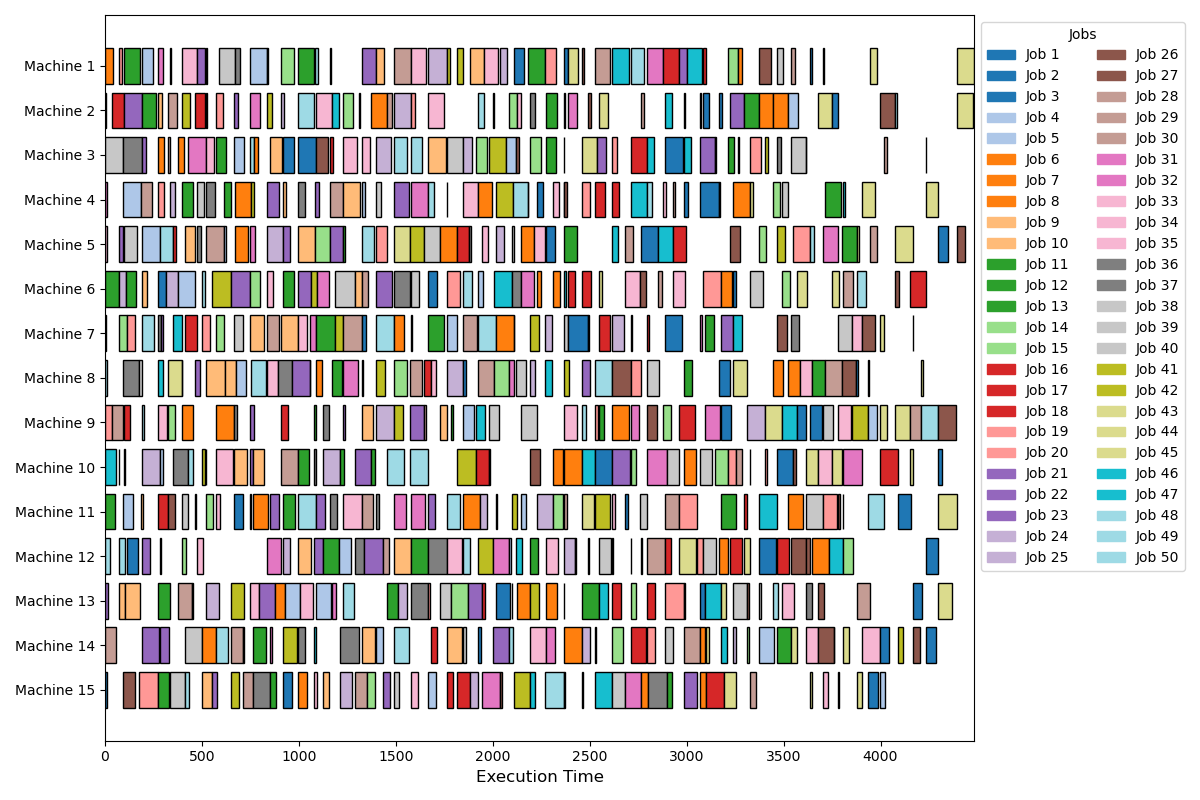 Machine 1
Machine 2
Machine 3
Machine 4
Machine 5
Machine 6
Machine 7
Machine 8
Machine 9
Machine 10
Machine 11
Machine 12
Machine 13
Machine 14
Machine 15
0 500 1000 1500 2000 2500 3000 3500 4000
Execution Time
Jobs
Job 1
Job 2
Job 3
Job 4
Job 5
Job 6
Job 7
Job 8
Job 9
Job 10
Job 11
Job 12
Job 13
Job 14
Job 15
Job 16
Job 17
Job 18
Job 19
Job 20
Job 21
Job 22
Job 23
Job 24
Job 25
Job 26
Job 27
Job 28
Job 29
Job 30
Job 31
Job 32
Job 33
Job 34
Job 35
Job 36
Job 37
Job 38
Job 39
Job 40
Job 41
Job 42
Job 43
Job 44
Job 45
Job 46
Job 47
Job 48
Job 49
Job 50